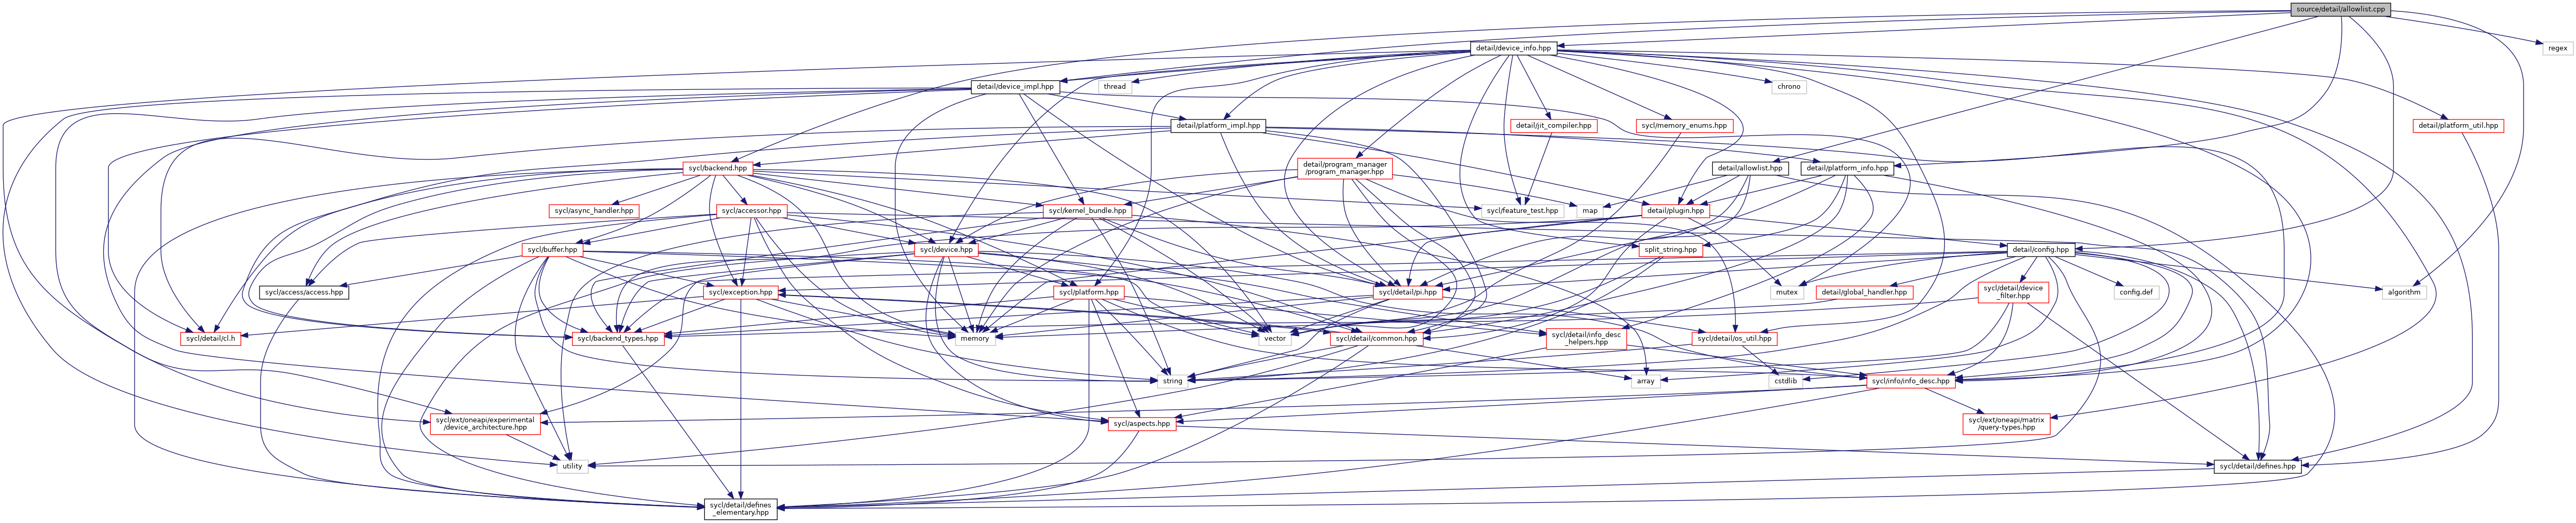 source/detail/allowlist.cpp
detail/device_info.hpp
regex
detail/device_impl.hpp
thread
chrono
detail/platform_impl.hpp
detail/jit_compiler.hpp
sycl/memory_enums.hpp
detail/platform_util.hpp
sycl/backend.hpp
detail/program_manager
/program_manager.hpp
detail/allowlist.hpp
detail/platform_info.hpp
sycl/async_handler.hpp
sycl/accessor.hpp
sycl/kernel_bundle.hpp
sycl/feature_test.hpp
map
detail/plugin.hpp
sycl/buffer.hpp
sycl/device.hpp
split_string.hpp
detail/config.hpp
sycl/access/access.hpp
sycl/exception.hpp
sycl/platform.hpp
sycl/detail/pi.hpp
mutex
detail/global_handler.hpp
sycl/detail/device
_filter.hpp
config.def
algorithm
sycl/detail/cl.h
sycl/backend_types.hpp
memory
vector
sycl/detail/common.hpp
sycl/detail/info_desc
_helpers.hpp
sycl/detail/os_util.hpp
string
array
cstdlib
sycl/info/info_desc.hpp
sycl/ext/oneapi/experimental
/device_architecture.hpp
sycl/aspects.hpp
sycl/ext/oneapi/matrix
/query-types.hpp
utility
sycl/detail/defines.hpp
sycl/detail/defines
_elementary.hpp